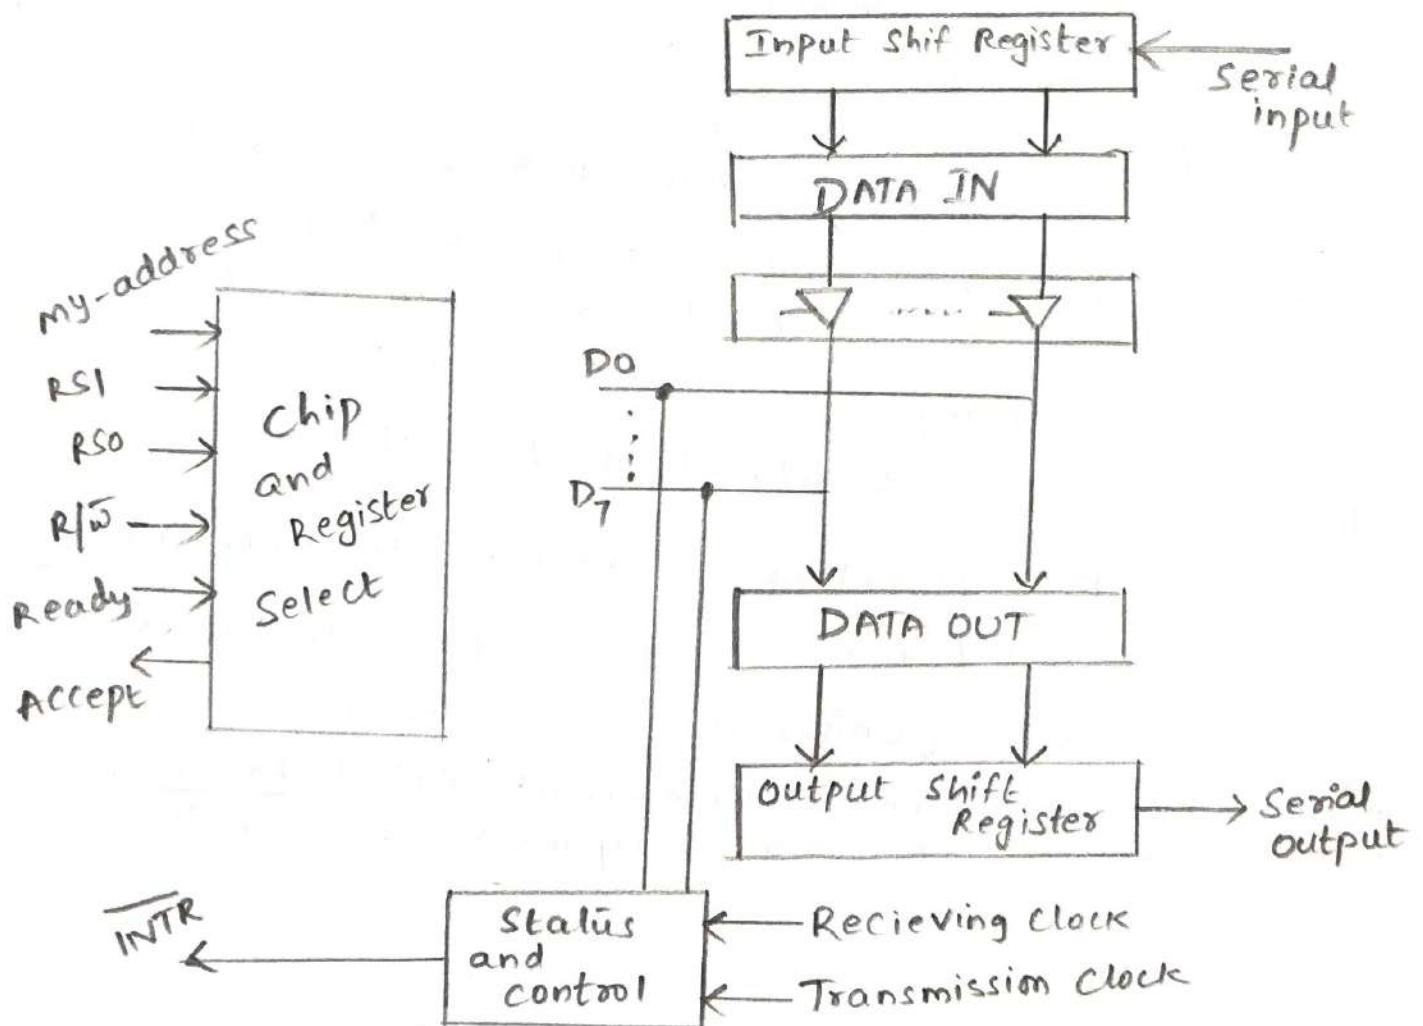 Input Shif Register
Serial
input
DATA IN
My-address
RS1
RS0
R/W̅
Ready
Accept
Chip
and
Register
Select
D0
D7
DATA OUT
Output Shift
Register
Serial
output
I̅N̅T̅R̅
Status
and
control
Recieving Clock
Transmission Clock